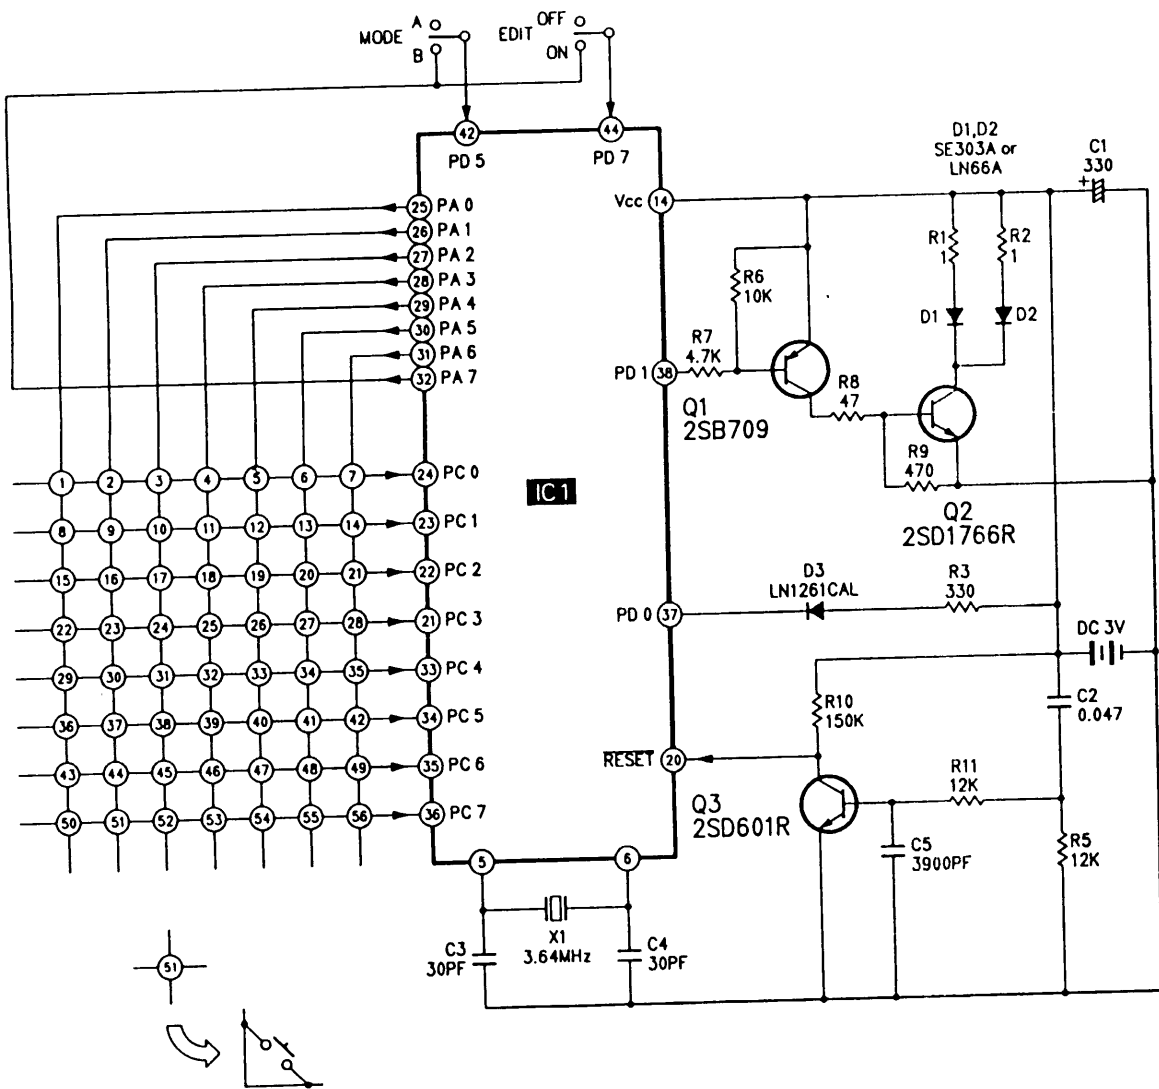 MODE A
B
EDIT OFF
ON
42
PD 5
44
PD 7
D1,D2
SE303A or
LN66A
C1
+ 330
Vcc 14
25 PA 0
26 PA 1
27 PA 2
28 PA 3
29 PA 4
30 PA 5
31 PA 6
32 PA 7
R1
1
R2
1
R6
10K
D1
D2
R7
4.7K
PD 1 38
Q1
2SB709
R8
47
R9
470
Q2
2SD1766R
IC1
1 2 3 4 5 6 7 24 PC 0
8 9 10 11 12 13 14 23 PC 1
15 16 17 18 19 20 21 22 PC 2
22 23 24 25 26 27 28 21 PC 3
29 30 31 32 33 34 35 33 PC 4
36 37 38 39 40 41 42 34 PC 5
43 44 45 46 47 48 49 35 PC 6
50 51 52 53 54 55 56 36 PC 7
D3
LN1261CAL
R3
330
PD 0 37
DC 3V
R10
150K
C2
0.047
RESET 20
Q3
2SD601R
R11
12K
C5
3900PF
R5
12K
5
6
X1
3.64MHz
C3
30PF
C4
30PF
51